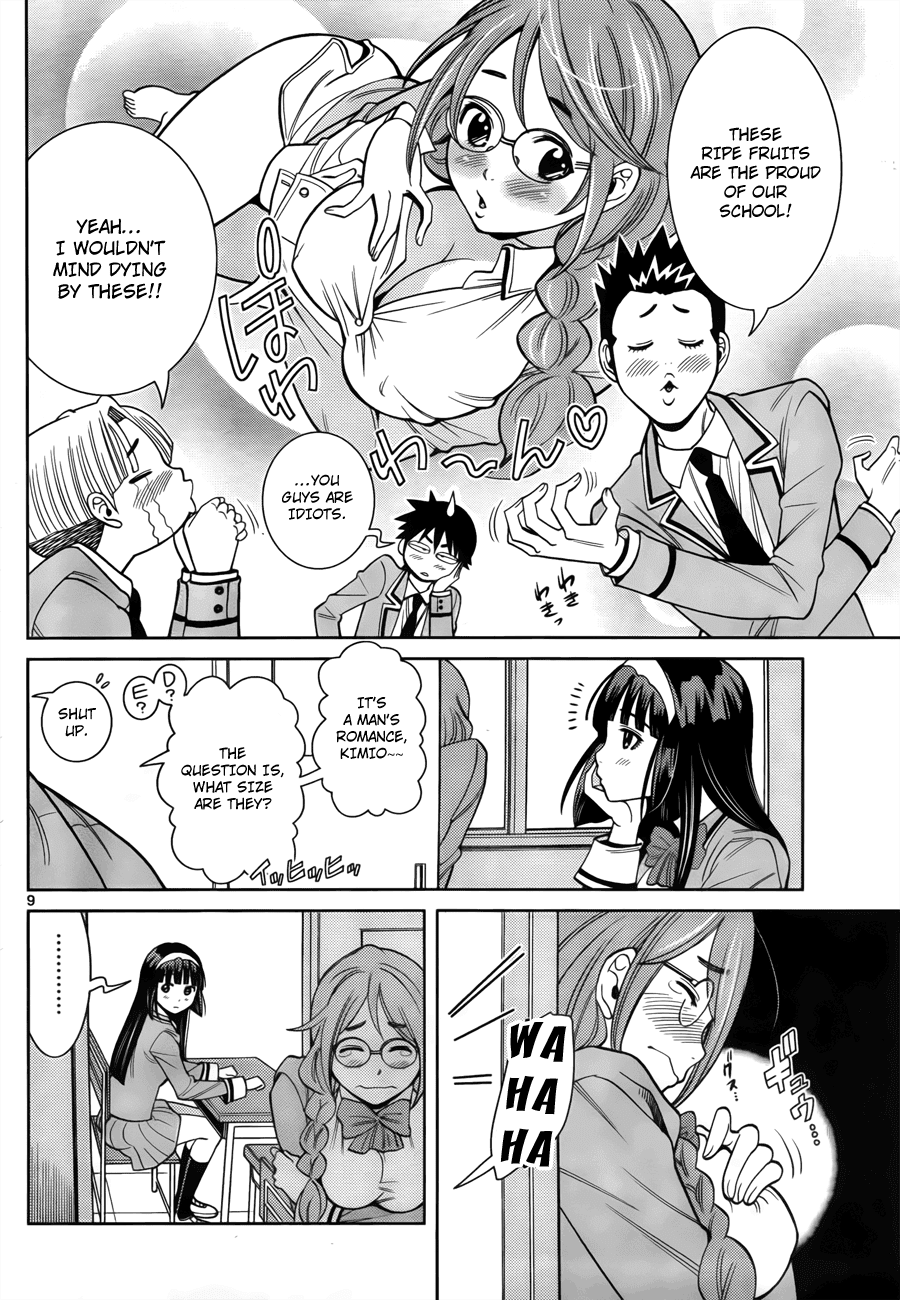 THESE
RIPE FRUITS
ARE THE PROUD
OF OUR
SCHOOL!
YEAH...
I WOULDN'T
MIND DYING
BY THESE!!
ぽわ
わ～ん♡
...YOU
GUYS ARE
IDIOTS.
わきっ
わき
IT'S
A MAN'S
ROMANCE,
KIMIO~~
THE
QUESTION IS,
WHAT SIZE
ARE THEY?
D?
E?
SHUT
UP.
イッヒッヒッ
9
WA
HA
HA
ギュウ...
グス...
.........